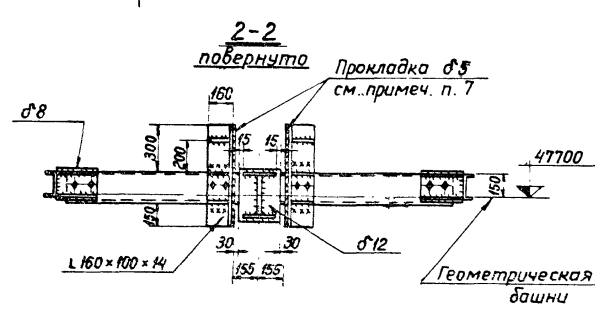 2-2
повернуто
Прокладка δ5
см. примеч. п. 7
160
δ8
300
200
15
15
47700
150
150
30
30
δ12
L 160×100×14
155
155
Геометрическая
башни